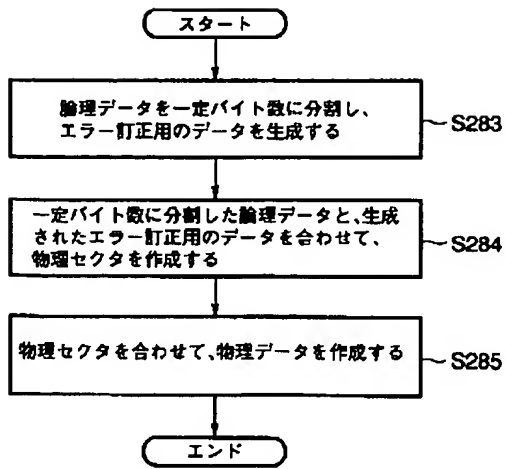 スタート
論理データを一定バイト数に分割し、
エラー訂正用のデータを生成する
S283
一定バイト数に分割した論理データと、生成
されたエラー訂正用のデータを合わせて、
物理セクタを作成する
S284
物理セクタを合わせて、物理データを作成する
S285
エンド